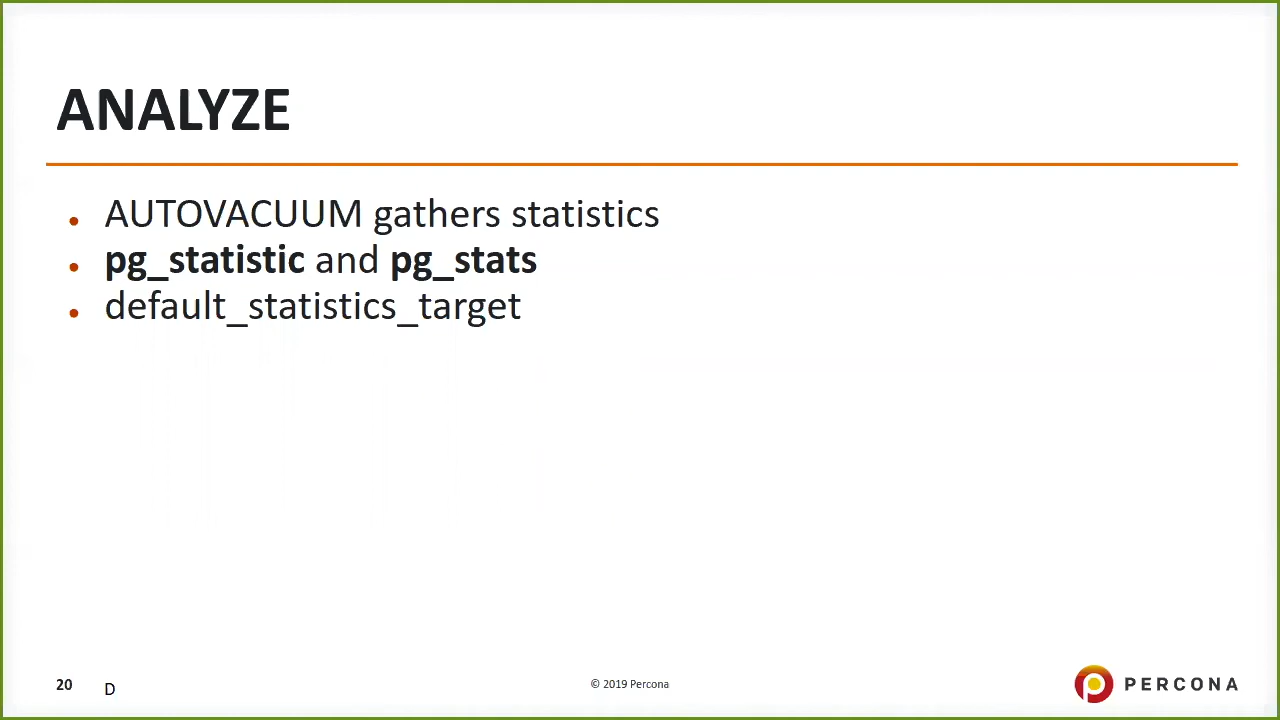 ANALYZE
• AUTOVACUUM gathers statistics
• pg_statistic and pg_stats
• default_statistics_target
20
D
© 2019 Percona
PERCONA